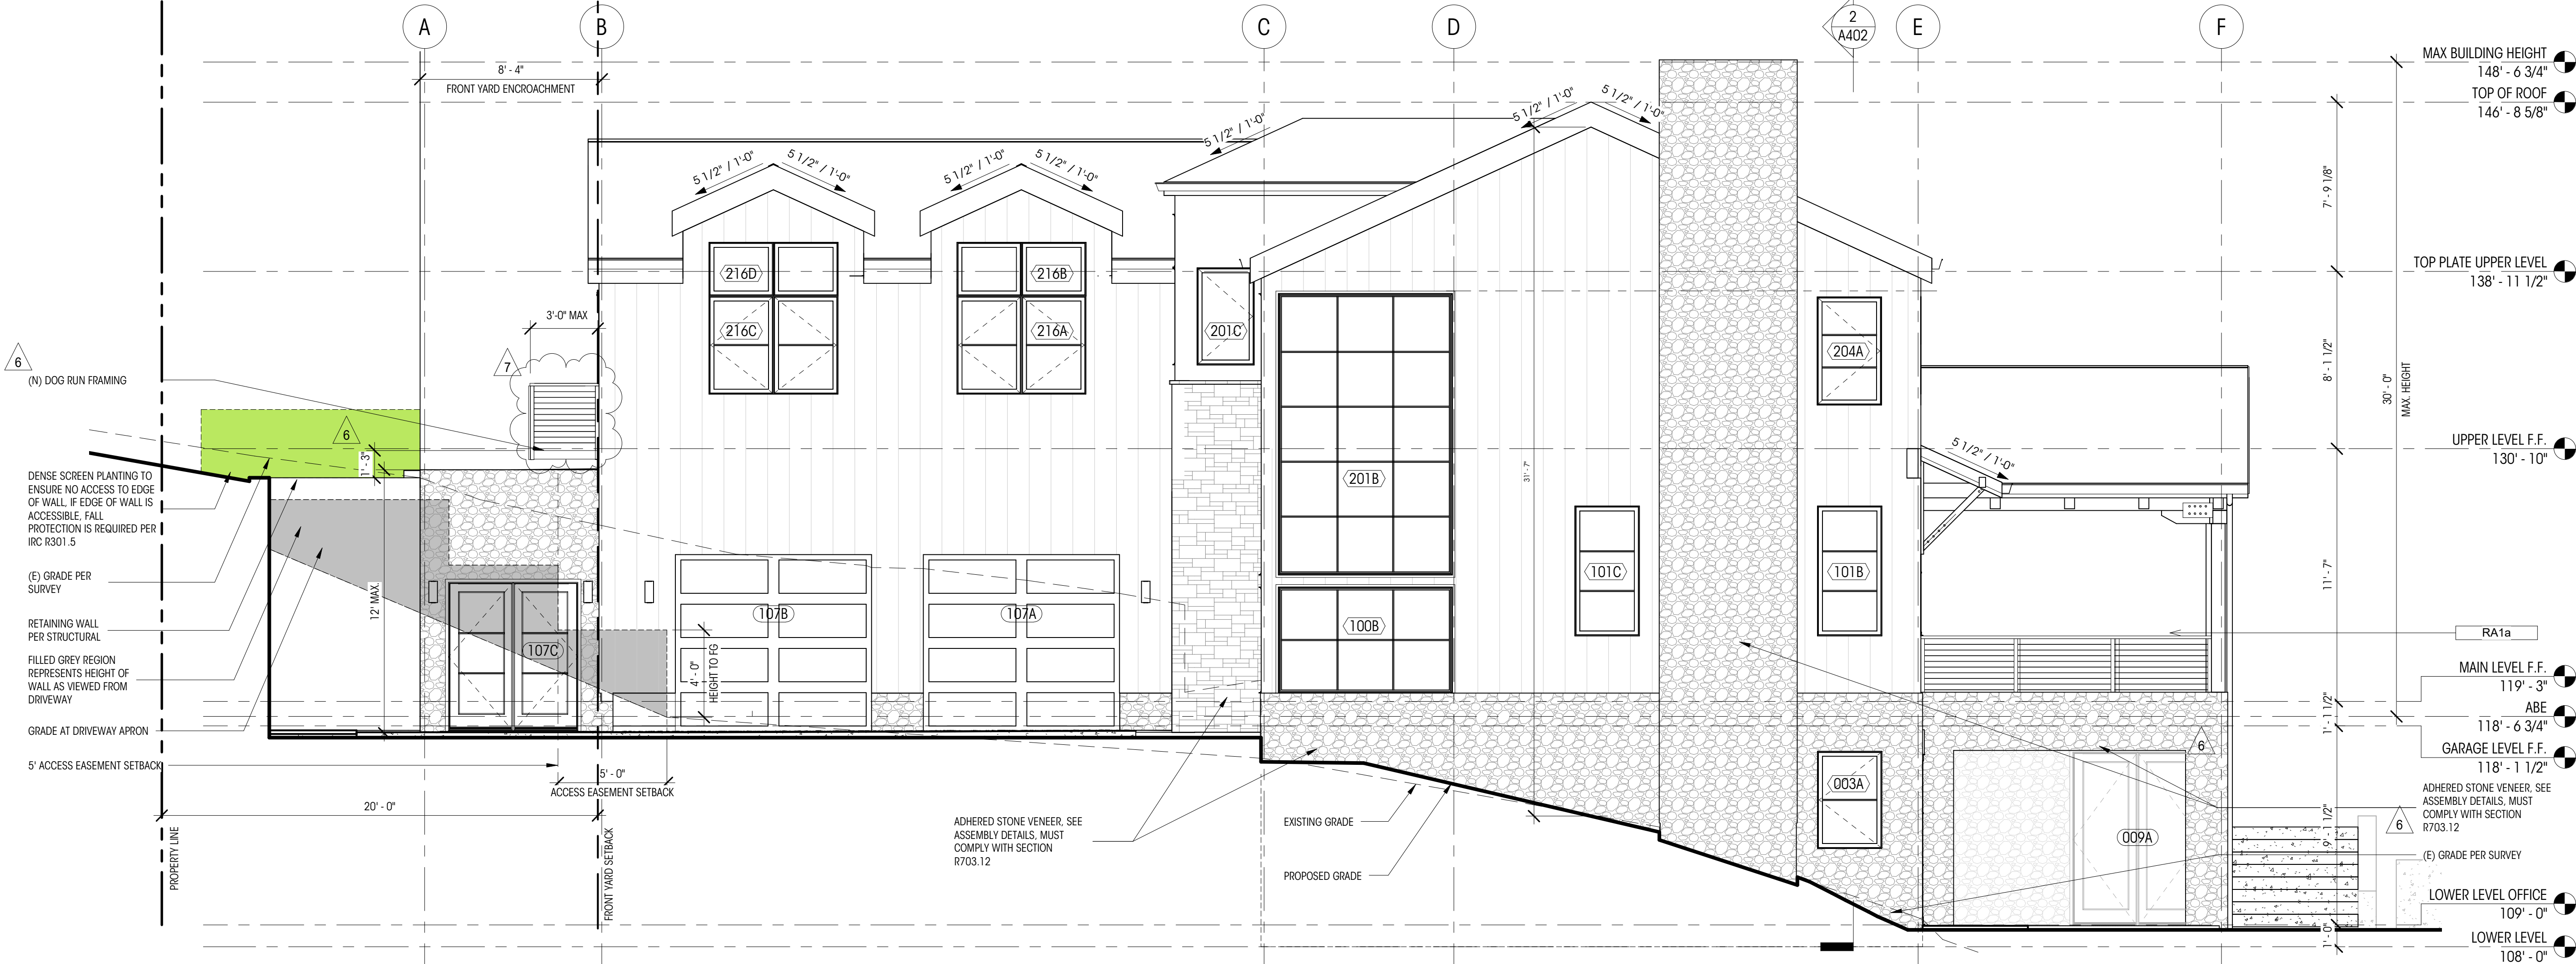 A
B
C
D
2
A402
E
F
8' - 4"
FRONT YARD ENCROACHMENT
MAX BUILDING HEIGHT
148' - 6 3/4"
TOP OF ROOF
146' - 8 5/8"
5 1/2" / 1'-0"
5 1/2" / 1'-0"
5 1/2" / 1'-0"
5 1/2" / 1'-0"
5 1/2" / 1'-0"
5 1/2" / 1'-0"
5 1/2" / 1'-0"
7' - 9 1/8"
TOP PLATE UPPER LEVEL
138' - 11 1/2"
216D
216B
216C
216A
201C
204A
3'-0" MAX
7
6
(N) DOG RUN FRAMING
8' - 1 1/2"
30' - 0"
MAX. HEIGHT
6
1' - 3"
UPPER LEVEL F.F.
130' - 10"
5 1/2" / 1'-0"
DENSE SCREEN PLANTING TO
ENSURE NO ACCESS TO EDGE
OF WALL, IF EDGE OF WALL IS
ACCESSIBLE, FALL
PROTECTION IS REQUIRED PER
IRC R301.5
31' - 7"
201B
(E) GRADE PER
SURVEY
12' MAX.
101C
101B
11' - 7"
107B
107A
100B
107C
RETAINING WALL
PER STRUCTURAL
RA1a
FILLED GREY REGION
REPRESENTS HEIGHT OF
WALL AS VIEWED FROM
DRIVEWAY
4' - 0"
HEIGHT TO FG
MAIN LEVEL F.F.
119' - 3"
1' - 1 1/2"
ABE
118' - 6 3/4"
GRADE AT DRIVEWAY APRON
6
GARAGE LEVEL F.F.
118' - 1 1/2"
5' ACCESS EASEMENT SETBACK
5' - 0"
ACCESS EASEMENT SETBACK
003A
20' - 0"
PROPERTY LINE
FRONT YARD SETBACK
ADHERED STONE VENEER, SEE
ASSEMBLY DETAILS, MUST
COMPLY WITH SECTION
R703.12
EXISTING GRADE
PROPOSED GRADE
009A
9' - 1 1/2"
6
ADHERED STONE VENEER, SEE
ASSEMBLY DETAILS, MUST
COMPLY WITH SECTION
R703.12
(E) GRADE PER SURVEY
LOWER LEVEL OFFICE
109' - 0"
1' - 0"
LOWER LEVEL
108' - 0"